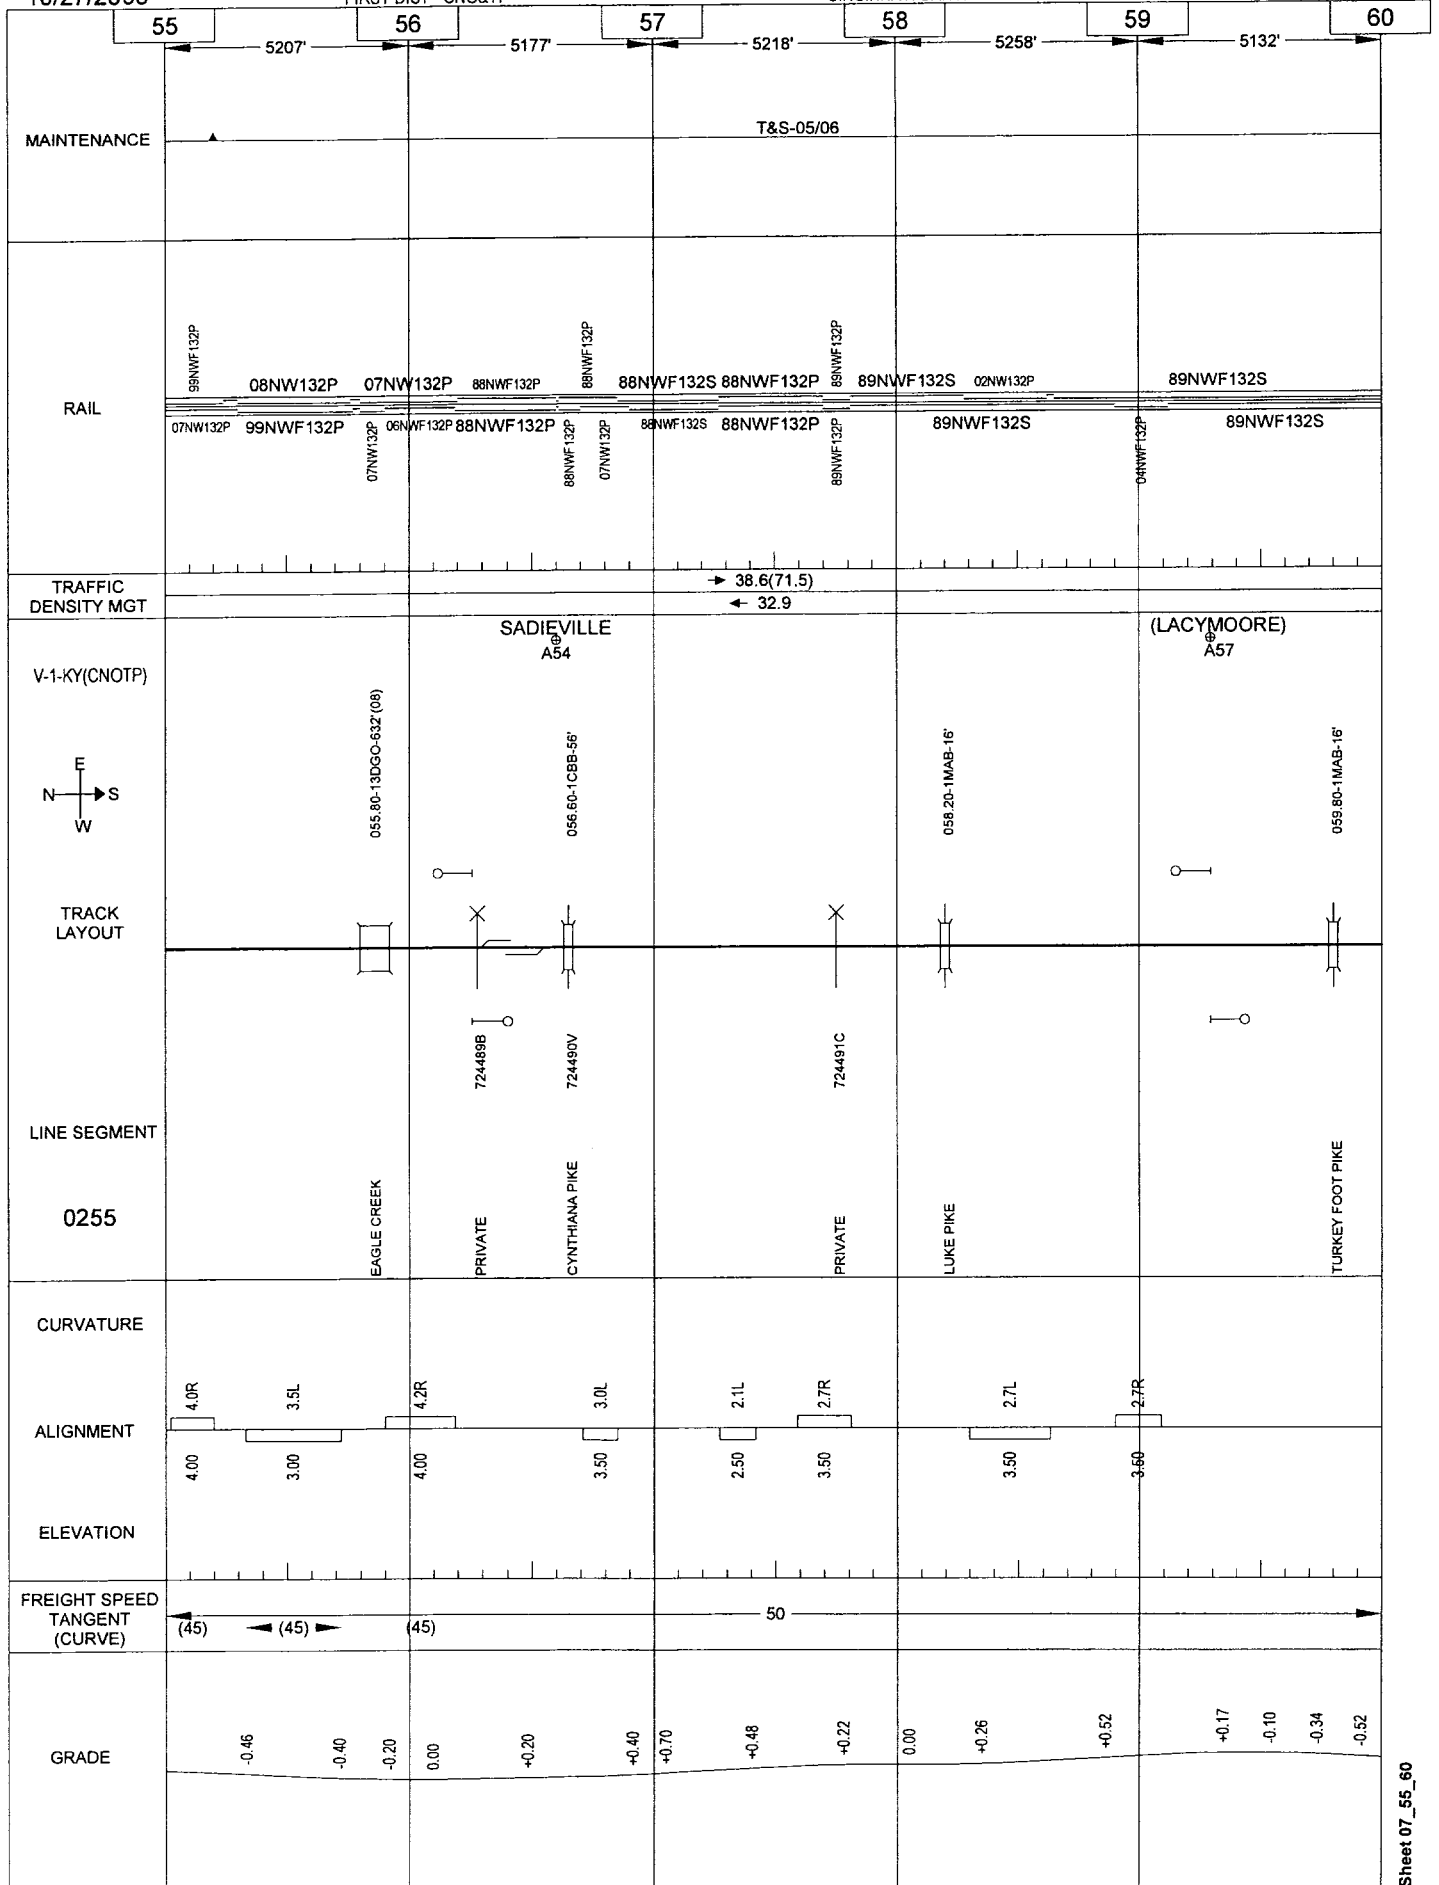 55 56 57 58 59 60
5207' 5177' 5218' 5258' 5132'
MAINTENANCE
T&S-05/06
RAIL
99NWF132P 88NWF132P 89NWF132P
08NW132P 07NW132P 88NWF132P 88NWF132S 88NWF132P 89NWF132S 02NW132P 89NWF132S
07NW132P 99NWF132P 06NWF132P 88NWF132P 88NWF132S 88NWF132P 89NWF132S 89NWF132S
07NW132P 88NWF132P 07NW132P 89NWF132P 04NWF132P
TRAFFIC
DENSITY MGT
38.6(71.5)
32.9
SADIEVILLE
A54
(LACYMOORE)
A57
V-1-KY(CNOTP)
055.80-13DGO-632'(08)
056.60-1CBB-56'
058.20-1MAB-16'
059.80-1MAB-16'
E
N S
W
TRACK
LAYOUT
724489B
724490V
724491C
LINE SEGMENT
0255
EAGLE CREEK
PRIVATE
CYNTHIANA PIKE
PRIVATE
LUKE PIKE
TURKEY FOOT PIKE
CURVATURE
4.0R 3.5L 4.2R 3.0L 2.1L 2.7R 2.7L 2.7R
ALIGNMENT
4.00 3.00 4.00 3.50 2.50 3.50 3.50 3.50
ELEVATION
FREIGHT SPEED
TANGENT
(CURVE)
50
(45) (45) (45)
GRADE
-0.46 -0.40 -0.20 0.00 +0.20 +0.40 +0.70 +0.48 +0.22 0.00 +0.26 +0.52 +0.17 -0.10 -0.34 -0.52
Sheet 07_55_60